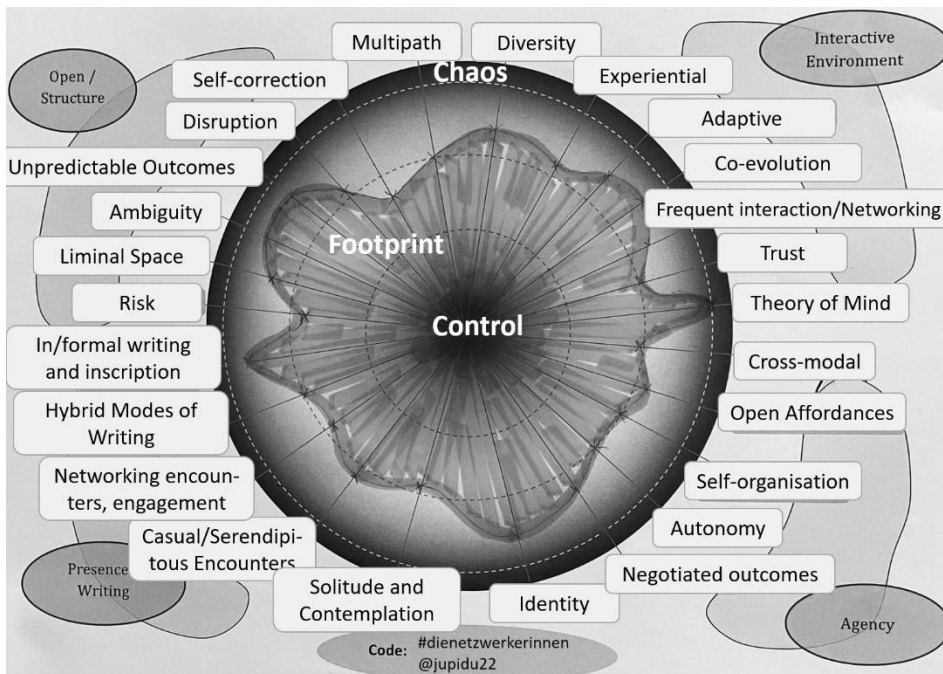 Multipath
Diversity
Chaos
Interactive
Environment
Open /
Structure
Self-correction
Experiential
Disruption
Adaptive
Unpredictable Outcomes
Co-evolution
Ambiguity
Frequent interaction/Networking
Footprint
Liminal Space
Trust
Risk
Theory of Mind
Control
In/formal writing
and inscription
Cross-modal
Hybrid Modes of
Writing
Open Affordances
Networking encoun-
ters, engagement
Self-organisation
Casual/Serendipi-
tous Encounters
Autonomy
Presence
Writing
Solitude and
Contemplation
Identity
Negotiated outcomes
Agency
Code: #dienetzwerkerinnen
@jupidu22